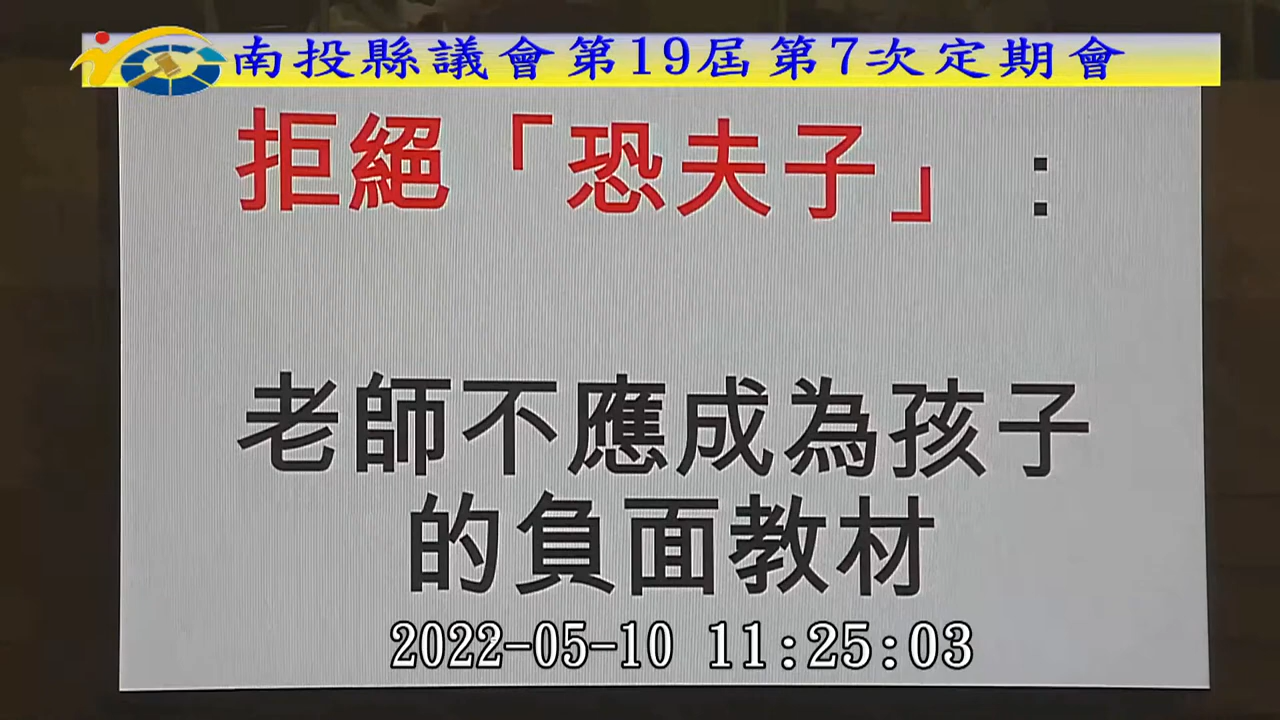 南投縣議會第19屆第7次定期會
拒絕「恐夫子」：
老師不應成為孩子
的負面教材
2022-05-10 11:25:03